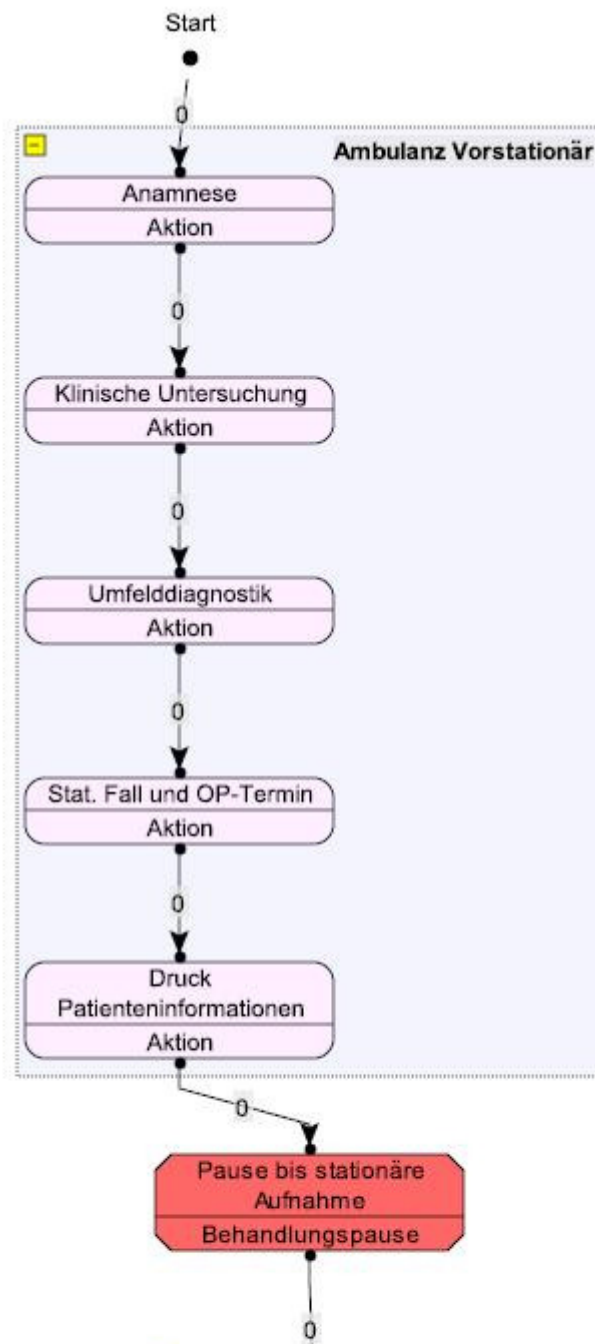 Start
0
Ambulanz Vorstationär
Anamnese
Aktion
0
Klinische Untersuchung
Aktion
0
Umfelddiagnostik
Aktion
0
Stat. Fall und OP-Termin
Aktion
0
Druck
Patienteninformationen
Aktion
0
Pause bis stationäre
Aufnahme
Behandlungspause
0